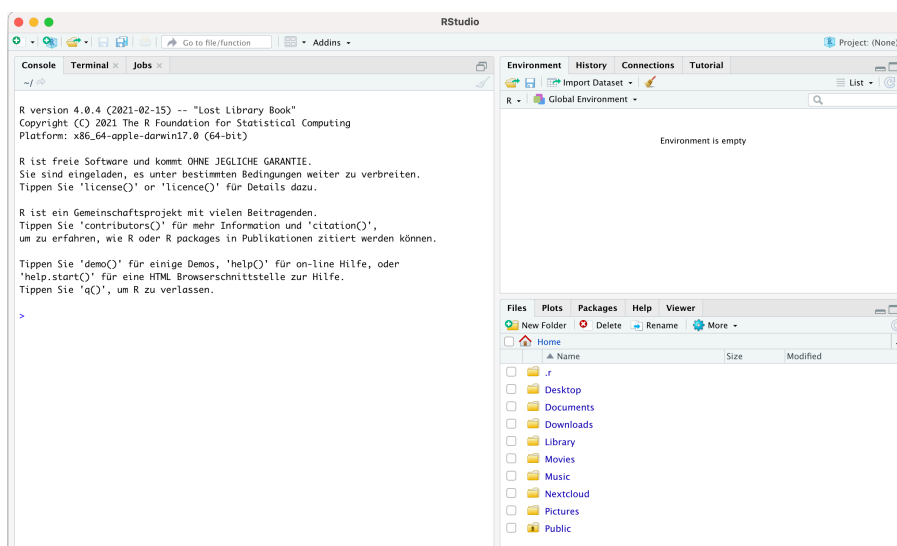 RStudio
Go to file/function
Addins
Project: (None)
Console Terminal Jobs
~/
R version 4.0.4 (2021-02-15) -- "Lost Library Book"
Copyright (C) 2021 The R Foundation for Statistical Computing
Platform: x86_64-apple-darwin17.0 (64-bit)
R ist freie Software und kommt OHNE JEGLICHE GARANTIE.
Sie sind eingeladen, es unter bestimmten Bedingungen weiter zu verbreiten.
Tippen Sie 'license()' or 'licence()' für Details dazu.
R ist ein Gemeinschaftsprojekt mit vielen Beitragenden.
Tippen Sie 'contributors()' für mehr Information und 'citation()',
um zu erfahren, wie R oder R packages in Publikationen zitiert werden können.
Tippen Sie 'demo()' für einige Demos, 'help()' für on-line Hilfe, oder
'help.start()' für eine HTML Browserschnittstelle zur Hilfe.
Tippen Sie 'q()', um R zu verlassen.
>
Environment History Connections Tutorial
Import Dataset
List
R
Global Environment
Environment is empty
Files Plots Packages Help Viewer
New Folder Delete Rename More
Home
Name Size Modified
.r
Desktop
Documents
Downloads
Library
Movies
Music
Nextcloud
Pictures
Public